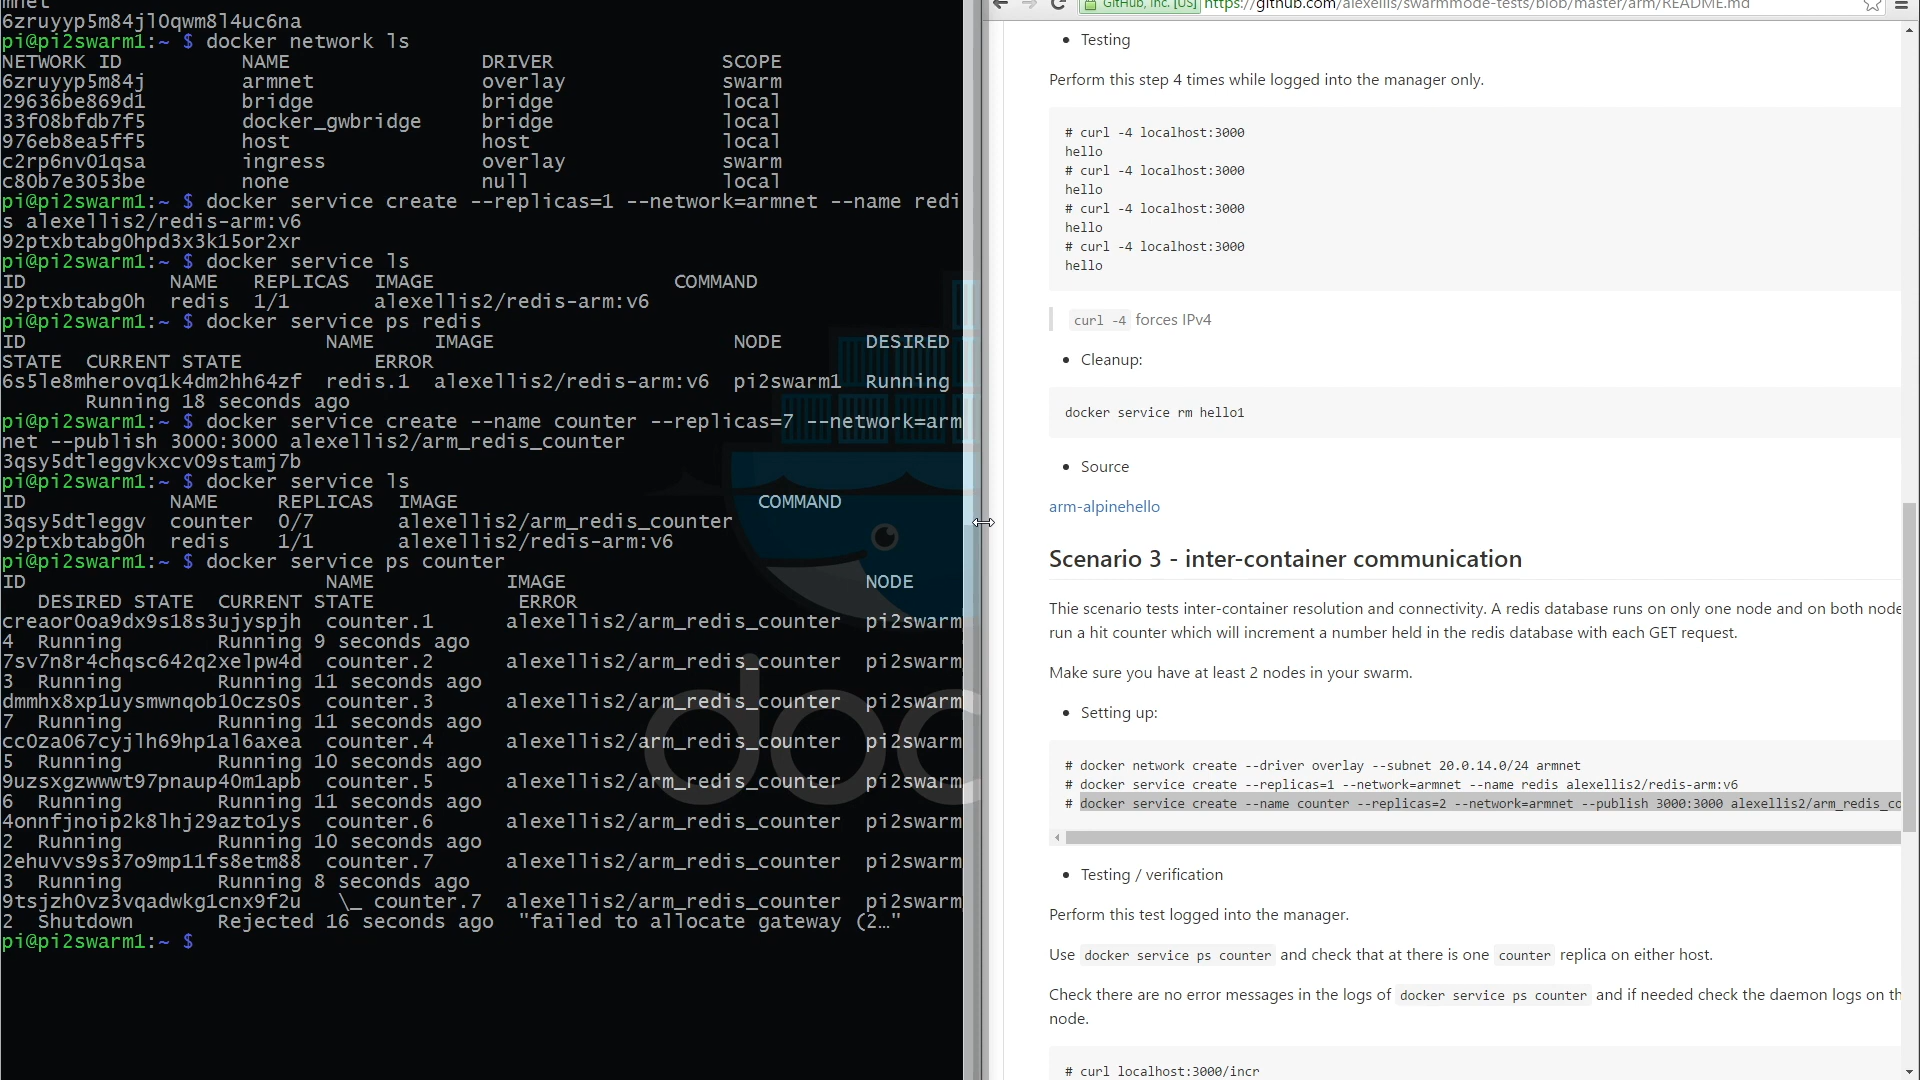 mnet
6zruyyp5m84jl0qwm8l4uc6na
pi@pi2swarm1:~ $ docker network ls
NETWORK ID          NAME                DRIVER              SCOPE
6zruyyp5m84j        armnet              overlay             swarm
29636be869d1        bridge              bridge              local
33f08bfdb7f5        docker_gwbridge     bridge              local
976eb8ea5ff5        host                host                local
c2rp6nv01qsa        ingress             overlay             swarm
c80b7e3053be        none                null                local
pi@pi2swarm1:~ $ docker service create --replicas=1 --network=armnet --name redi
s alexellis2/redis-arm:v6
92ptxbtabg0hpd3x3k15or2xr
pi@pi2swarm1:~ $ docker service ls
ID            NAME   REPLICAS  IMAGE                    COMMAND
92ptxbtabg0h  redis  1/1       alexellis2/redis-arm:v6
pi@pi2swarm1:~ $ docker service ps redis
ID                         NAME     IMAGE                    NODE       DESIRED
STATE  CURRENT STATE           ERROR
6s5le8mherovq1k4dm2hh64zf  redis.1  alexellis2/redis-arm:v6  pi2swarm1  Running
       Running 18 seconds ago
pi@pi2swarm1:~ $ docker service create --name counter --replicas=7 --network=arm
net --publish 3000:3000 alexellis2/arm_redis_counter
3qsy5dtleggvkxcv09stamj7b
pi@pi2swarm1:~ $ docker service ls
ID            NAME     REPLICAS  IMAGE                         COMMAND
3qsy5dtleggv  counter  0/7       alexellis2/arm_redis_counter
92ptxbtabg0h  redis    1/1       alexellis2/redis-arm:v6
pi@pi2swarm1:~ $ docker service ps counter
ID                         NAME           IMAGE                         NODE
   DESIRED STATE  CURRENT STATE            ERROR
creaor0oa9dx9s18s3ujyspjh  counter.1      alexellis2/arm_redis_counter  pi2swarm
4  Running        Running 9 seconds ago
7sv7n8r4chqsc642q2xelpw4d  counter.2      alexellis2/arm_redis_counter  pi2swarm
3  Running        Running 11 seconds ago
dmmhx8xp1uysmwnqob10czs0s  counter.3      alexellis2/arm_redis_counter  pi2swarm
7  Running        Running 11 seconds ago
cc0za067cyjlh69hp1al6axea  counter.4      alexellis2/arm_redis_counter  pi2swarm
5  Running        Running 10 seconds ago
9uzsxgzwwwt97pnaup40m1apb  counter.5      alexellis2/arm_redis_counter  pi2swarm
6  Running        Running 11 seconds ago
4onnfjnoip2k8lhj29azto1ys  counter.6      alexellis2/arm_redis_counter  pi2swarm
2  Running        Running 10 seconds ago
2ehuvvs9s37o9mp11fs8etm88  counter.7      alexellis2/arm_redis_counter  pi2swarm
3  Running        Running 8 seconds ago
9tsjzh0vz3vqadwkg1cnx9f2u   \_ counter.7  alexellis2/arm_redis_counter  pi2swarm
2  Shutdown       Rejected 16 seconds ago  "failed to allocate gateway (2…"
pi@pi2swarm1:~ $
doc
GitHub, Inc. [US] https://github.com/alexellis/swarmmode-tests/blob/master/arm/README.md
• Testing
Perform this step 4 times while logged into the manager only.
# curl -4 localhost:3000
hello
# curl -4 localhost:3000
hello
# curl -4 localhost:3000
hello
# curl -4 localhost:3000
hello
curl -4 forces IPv4
• Cleanup:
docker service rm hello1
• Source
arm-alpinehello
Scenario 3 - inter-container communication
Thie scenario tests inter-container resolution and connectivity. A redis database runs on only one node and on both node
run a hit counter which will increment a number held in the redis database with each GET request.
Make sure you have at least 2 nodes in your swarm.
• Setting up:
# docker network create --driver overlay --subnet 20.0.14.0/24 armnet
# docker service create --replicas=1 --network=armnet --name redis alexellis2/redis-arm:v6
# docker service create --name counter --replicas=2 --network=armnet --publish 3000:3000 alexellis2/arm_redis_co
• Testing / verification
Perform this test logged into the manager.
Use docker service ps counter and check that at there is one counter replica on either host.
Check there are no error messages in the logs of docker service ps counter and if needed check the daemon logs on th
node.
# curl localhost:3000/incr